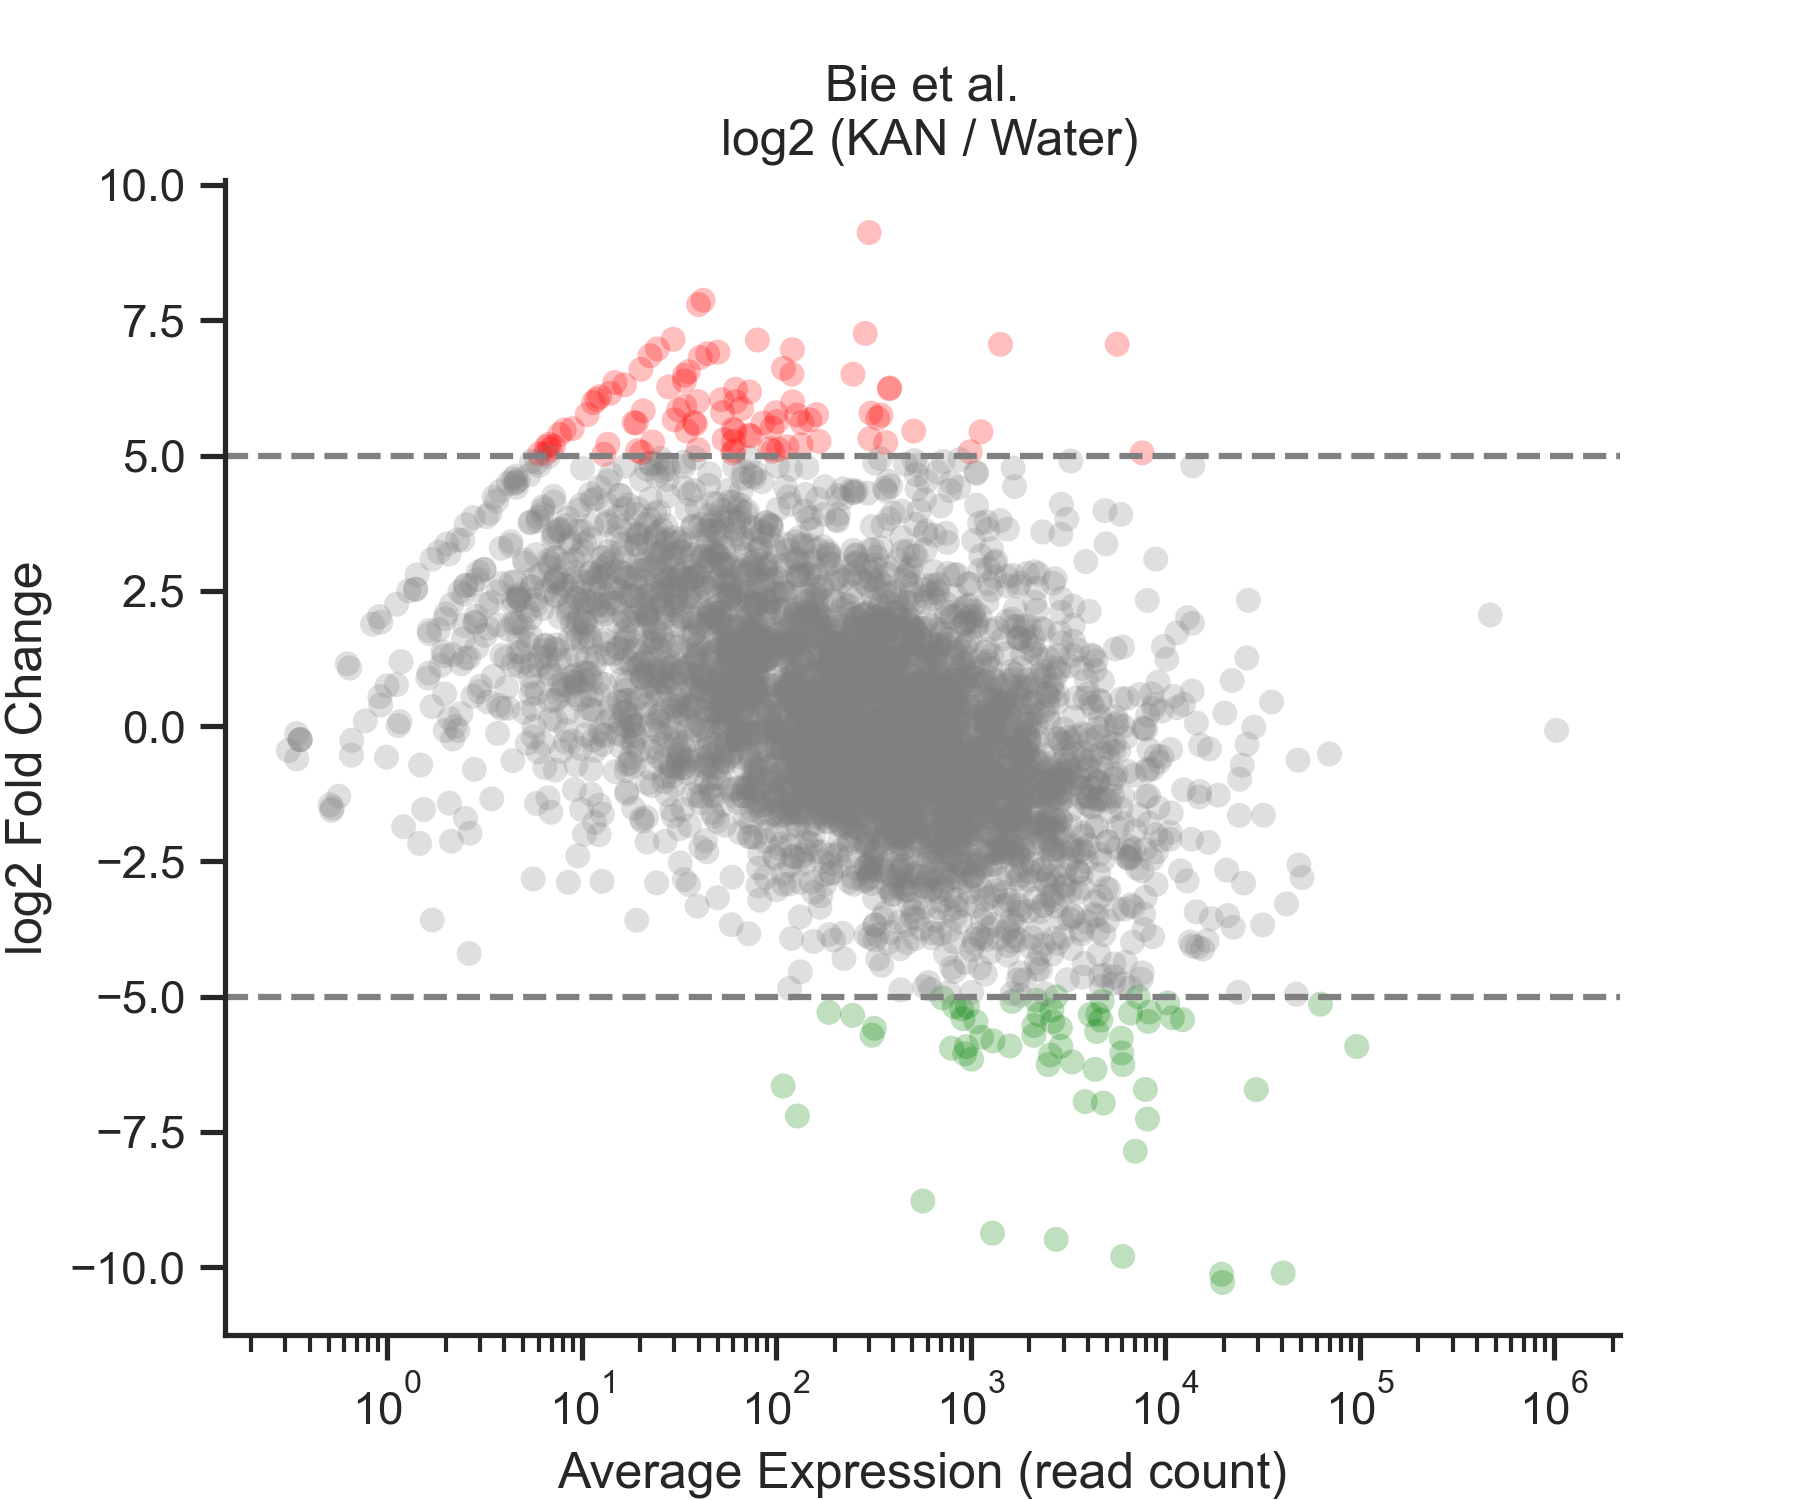 Bie et al.
log2 (KAN / Water)
10.0
7.5
5.0
2.5
0.0
−2.5
−5.0
−7.5
−10.0
log2 Fold Change
10^0 10^1 10^2 10^3 10^4 10^5 10^6
Average Expression (read count)